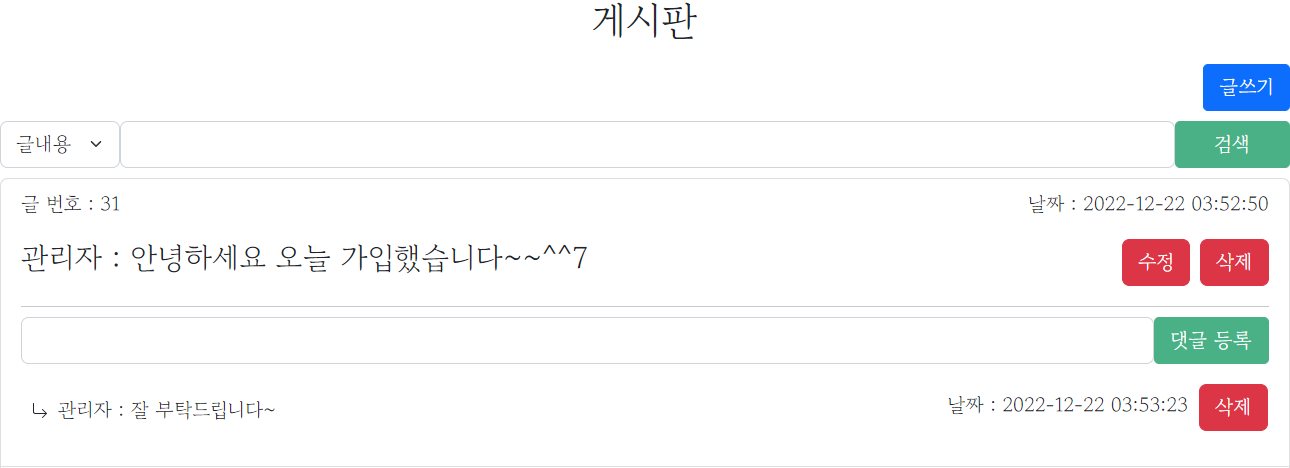 게시판
글쓰기
글내용 검색
글 번호 : 31 날짜 : 2022-12-22 03:52:50
관리자 : 안녕하세요 오늘 가입했습니다~~^^7 수정 삭제
댓글 등록
관리자 : 잘 부탁드립니다~ 날짜 : 2022-12-22 03:53:23 삭제